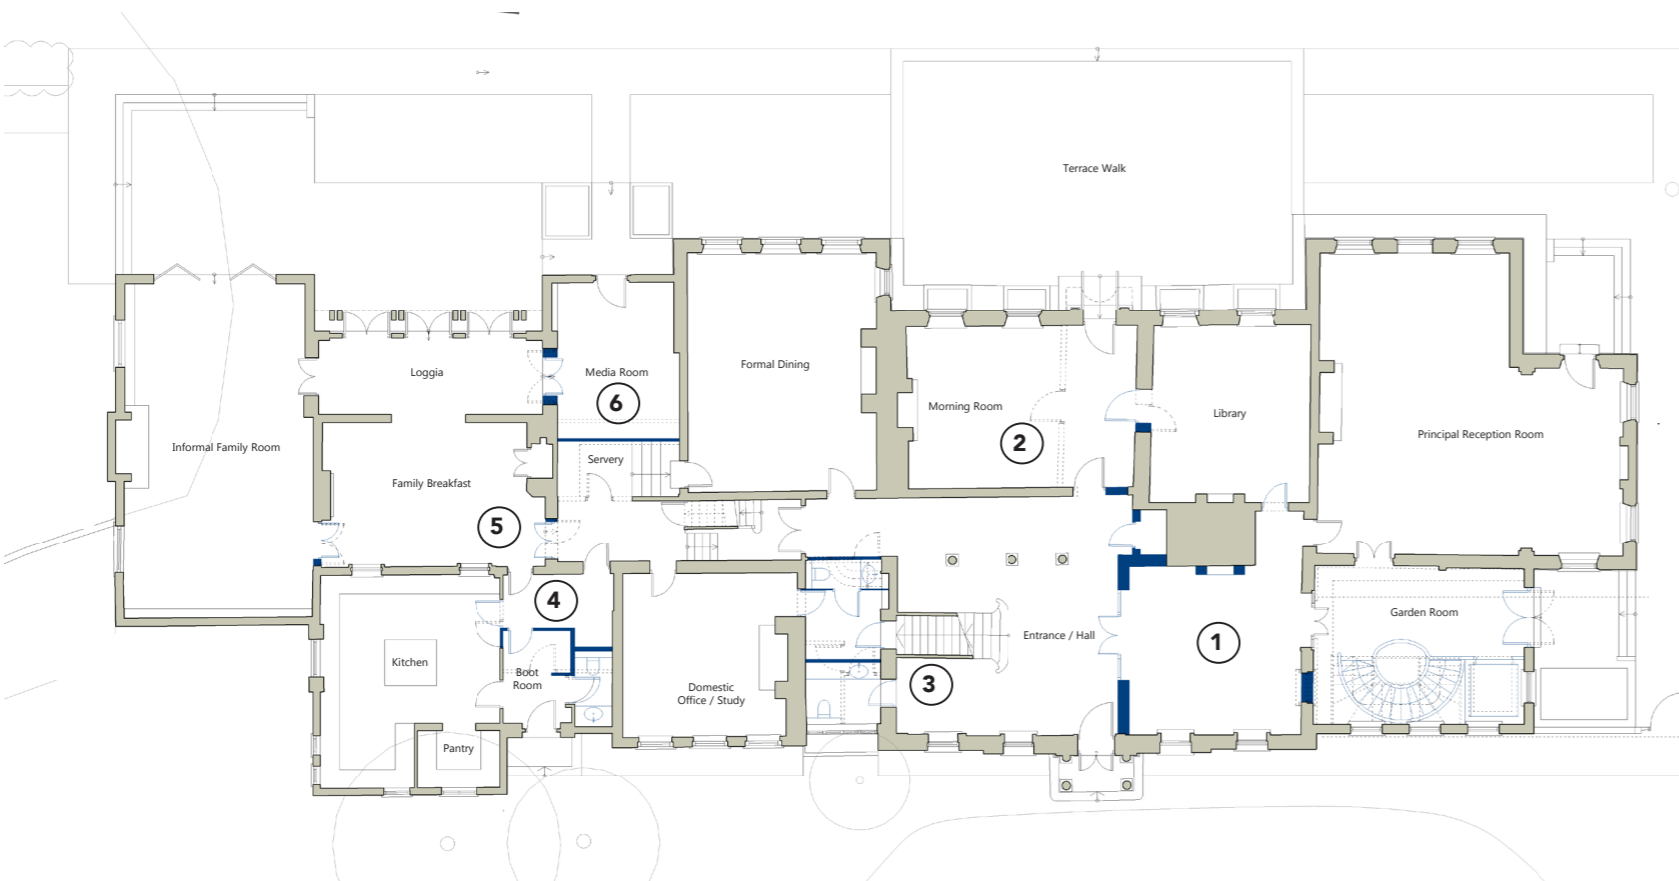 Terrace Walk
Formal Dining
Loggia
Media Room
6
Morning Room
2
Library
Principal Reception Room
Informal Family Room
Servery
Family Breakfast
5
4
Garden Room
Entrance / Hall
1
Kitchen
Boot
Room
3
Domestic
Office / Study
Pantry